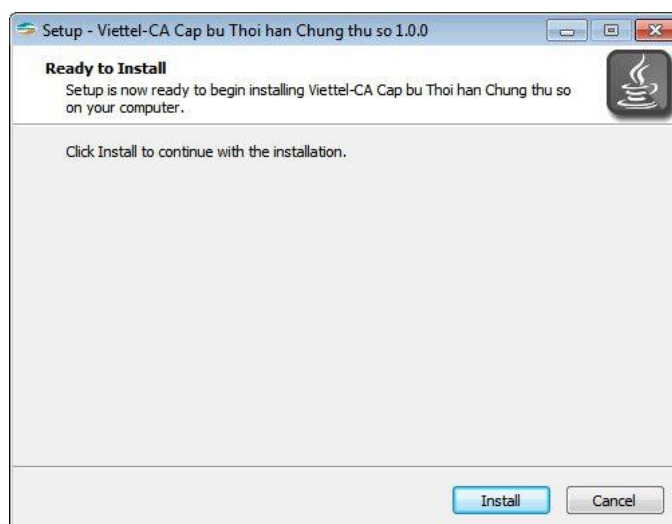 Setup - Viettel-CA Cap bu Thoi han Chung thu so 1.0.0
Ready to Install
Setup is now ready to begin installing Viettel-CA Cap bu Thoi han Chung thu so
on your computer.
Click Install to continue with the installation.
Install
Cancel